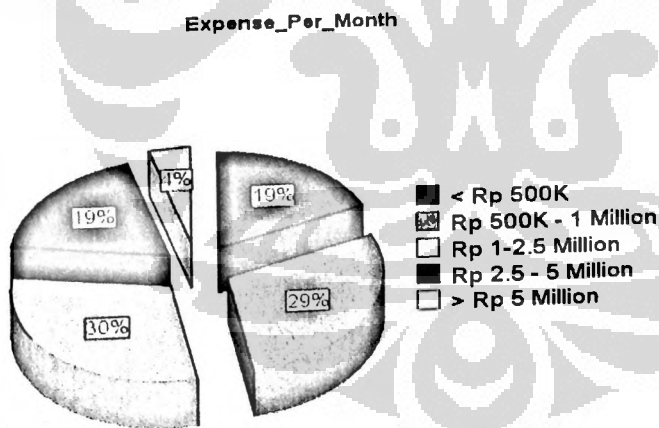 Expense_Per_Month
4%
19%
19%
29%
30%
< Rp 500K
Rp 500K - 1 Million
Rp 1-2.5 Million
Rp 2.5 - 5 Million
> Rp 5 Million